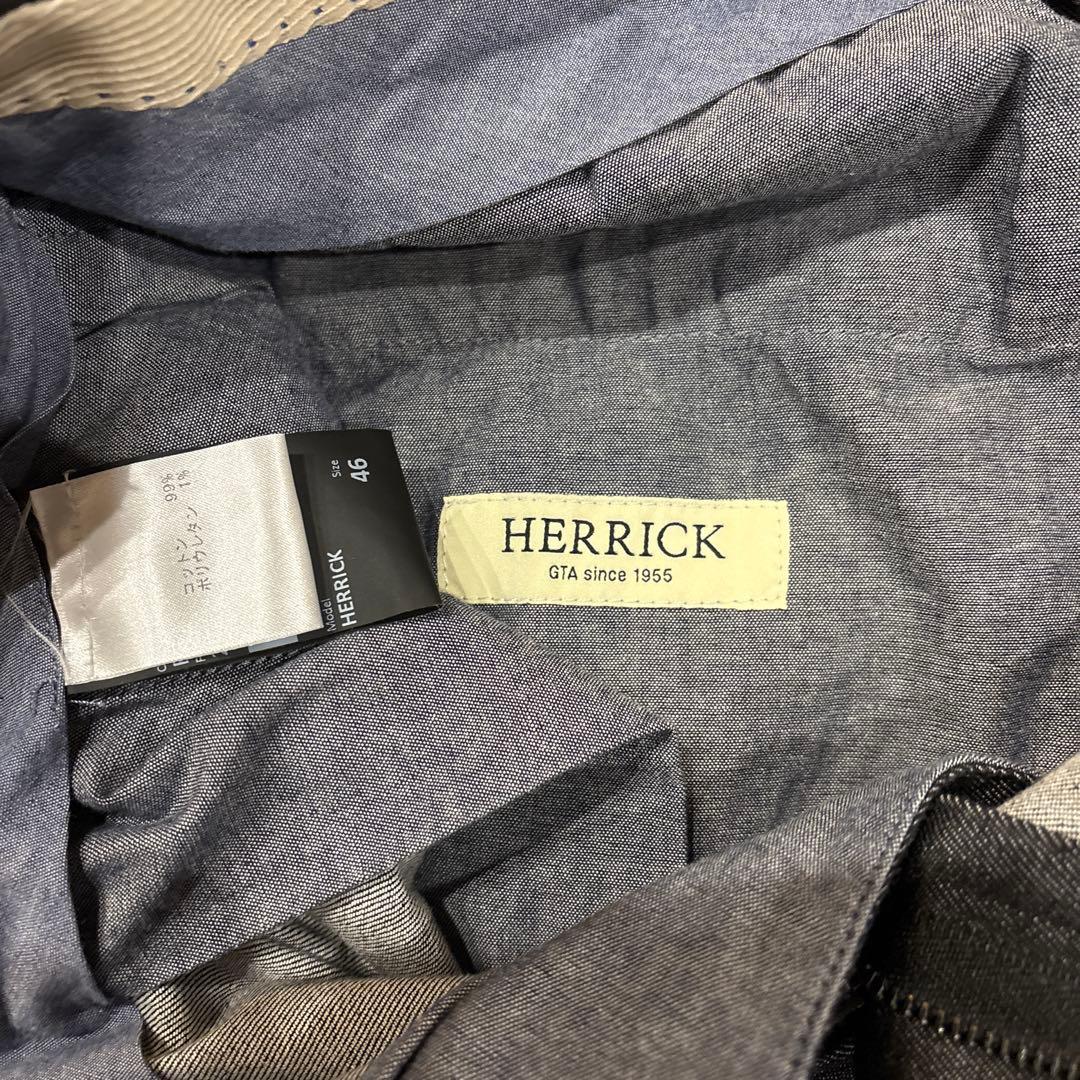 HERRICK
GTA since 1955
コットン 99%
ポリウレタン 1%
Size
46
Model
HERRICK